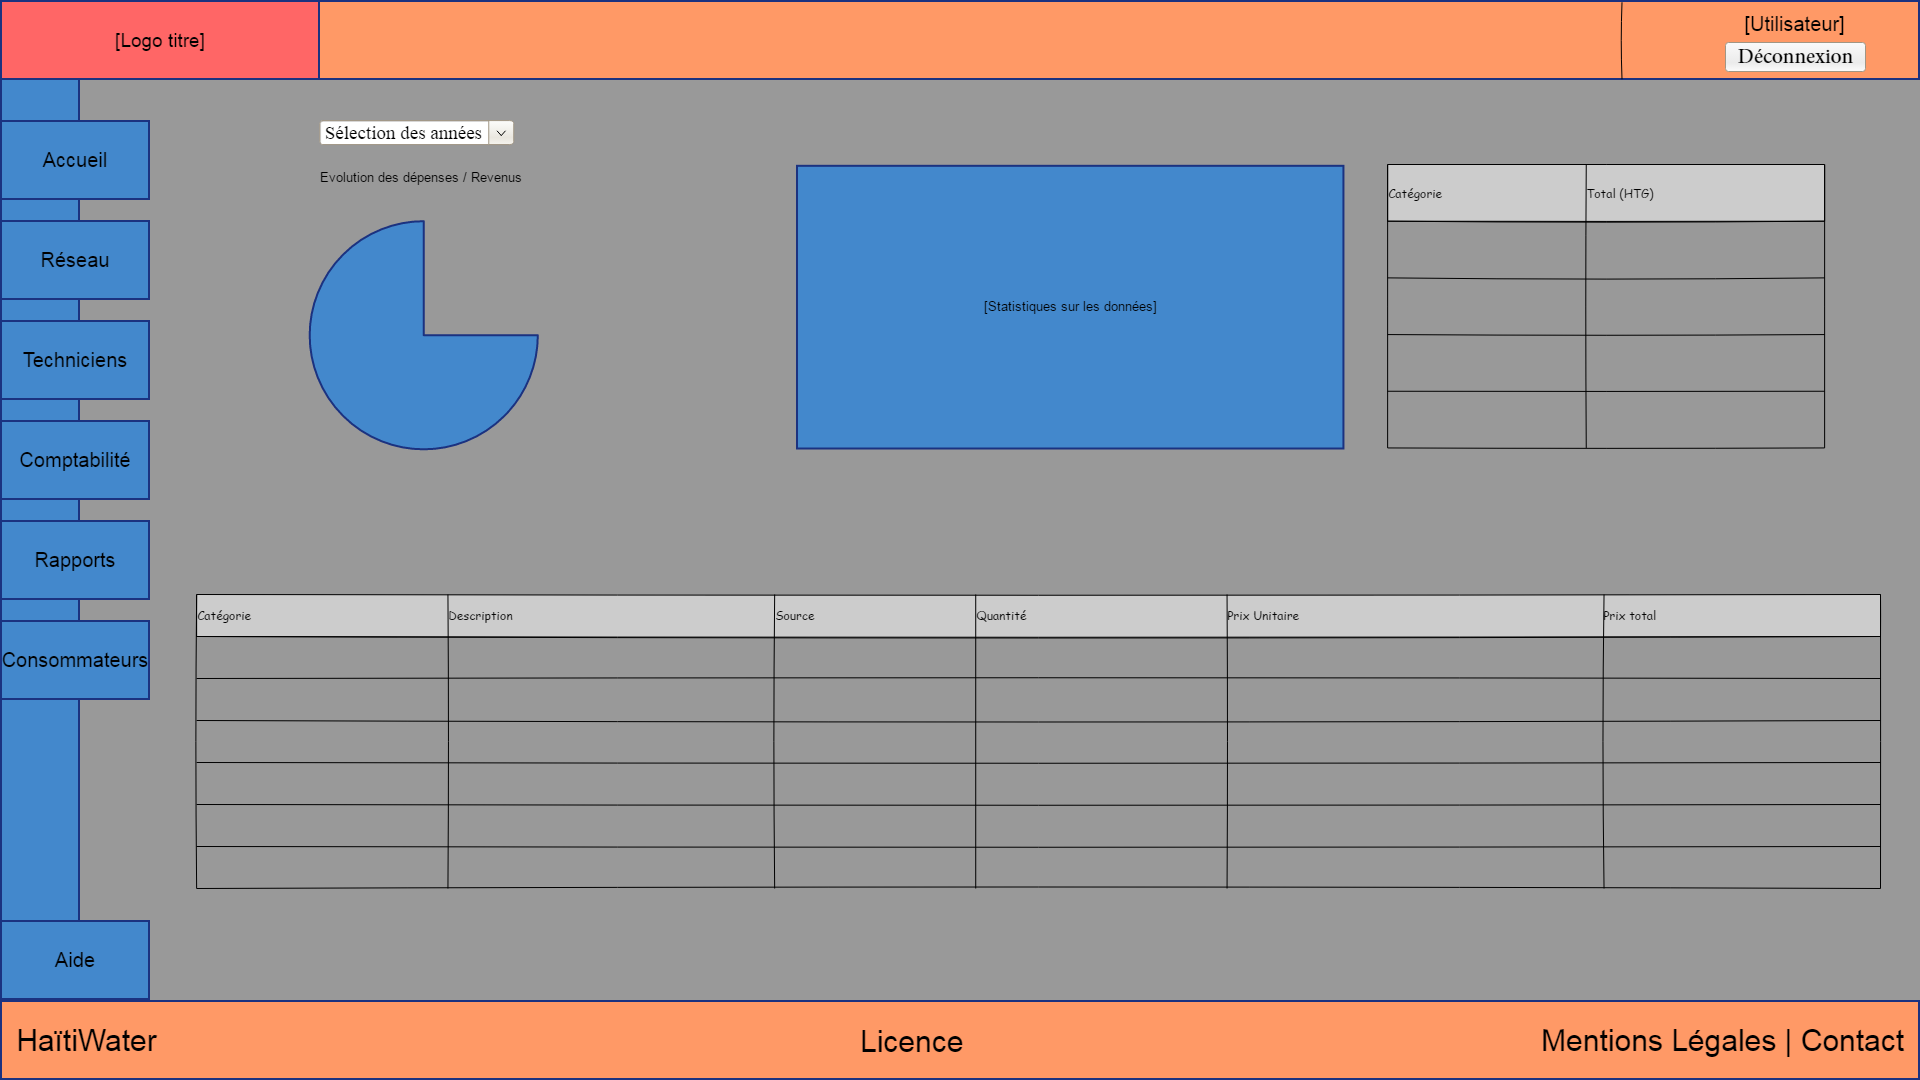 [Logo titre]
[Utilisateur]
Déconnexion
Accueil
Réseau
Techniciens
Comptabilité
Rapports
Consommateurs
Aide
Sélection des années
Evolution des dépenses / Revenus
[Statistiques sur les données]
Catégorie Total (HTG)
Catégorie Description Source Quantité Prix Unitaire Prix total
HaïtiWater Licence Mentions Légales | Contact